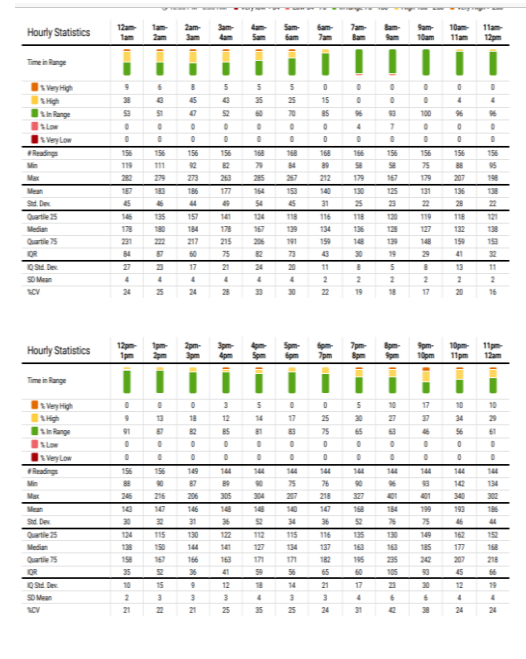 Hourly Statistics 12am-1am 1am-2am 2am-3am 3am-4am 4am-5am 5am-6am 6am-7am 7am-8am 8am-9am 9am-10am 10am-11am 11am-12pm
Time in Range
% Very High 9 6 8 5 5 5 0 0 0 0 0 0
% High 38 43 45 43 35 25 15 0 0 0 4 4
% In Range 53 51 47 52 60 70 85 96 93 100 96 96
% Low 0 0 0 0 0 0 0 4 7 0 0 0
% Very Low 0 0 0 0 0 0 0 0 0 0 0 0
# Readings 156 156 156 156 168 168 168 166 156 156 156 156
Min 119 111 92 82 79 84 89 58 58 75 88 95
Max 282 279 273 263 285 267 212 179 167 179 207 198
Mean 187 183 186 177 164 153 140 130 125 131 136 138
Std. Dev. 45 46 44 49 54 45 31 25 23 22 28 22
Quartile 25 146 135 157 141 124 118 116 118 120 119 118 121
Median 178 180 184 178 167 139 134 136 128 127 132 138
Quartile 75 231 222 217 215 206 191 159 148 139 148 159 153
IQR 84 87 60 75 82 73 43 30 19 29 41 32
IQ Std. Dev. 27 23 17 21 24 20 11 8 5 8 13 11
SD Mean 4 4 4 4 4 4 2 2 2 2 2 2
%CV 24 25 24 28 33 30 22 19 18 17 20 16
Hourly Statistics 12pm-1pm 1pm-2pm 2pm-3pm 3pm-4pm 4pm-5pm 5pm-6pm 6pm-7pm 7pm-8pm 8pm-9pm 9pm-10pm 10pm-11pm 11pm-12am
Time in Range
% Very High 0 0 0 3 5 0 0 5 10 17 10 10
% High 9 13 18 12 14 17 25 30 27 37 34 29
% In Range 91 87 82 85 81 83 75 65 63 46 56 61
% Low 0 0 0 0 0 0 0 0 0 0 0 0
% Very Low 0 0 0 0 0 0 0 0 0 0 0 0
# Readings 156 156 149 144 144 144 144 144 144 144 144 144
Min 88 90 87 89 90 75 76 90 96 93 142 134
Max 246 216 206 305 304 207 218 327 401 401 340 302
Mean 143 147 146 148 148 140 147 168 184 199 193 186
Std. Dev. 30 32 31 36 52 34 36 52 76 75 46 44
Quartile 25 124 115 130 122 112 115 116 135 130 149 162 152
Median 138 150 144 141 127 134 137 163 163 185 177 168
Quartile 75 158 167 166 163 171 171 182 195 235 242 207 218
IQR 35 52 36 41 59 56 65 60 105 93 45 66
IQ Std. Dev. 10 15 9 12 18 14 21 17 23 30 12 19
SD Mean 2 3 3 3 4 3 3 4 6 6 4 4
%CV 21 22 21 25 35 25 24 31 42 38 24 24